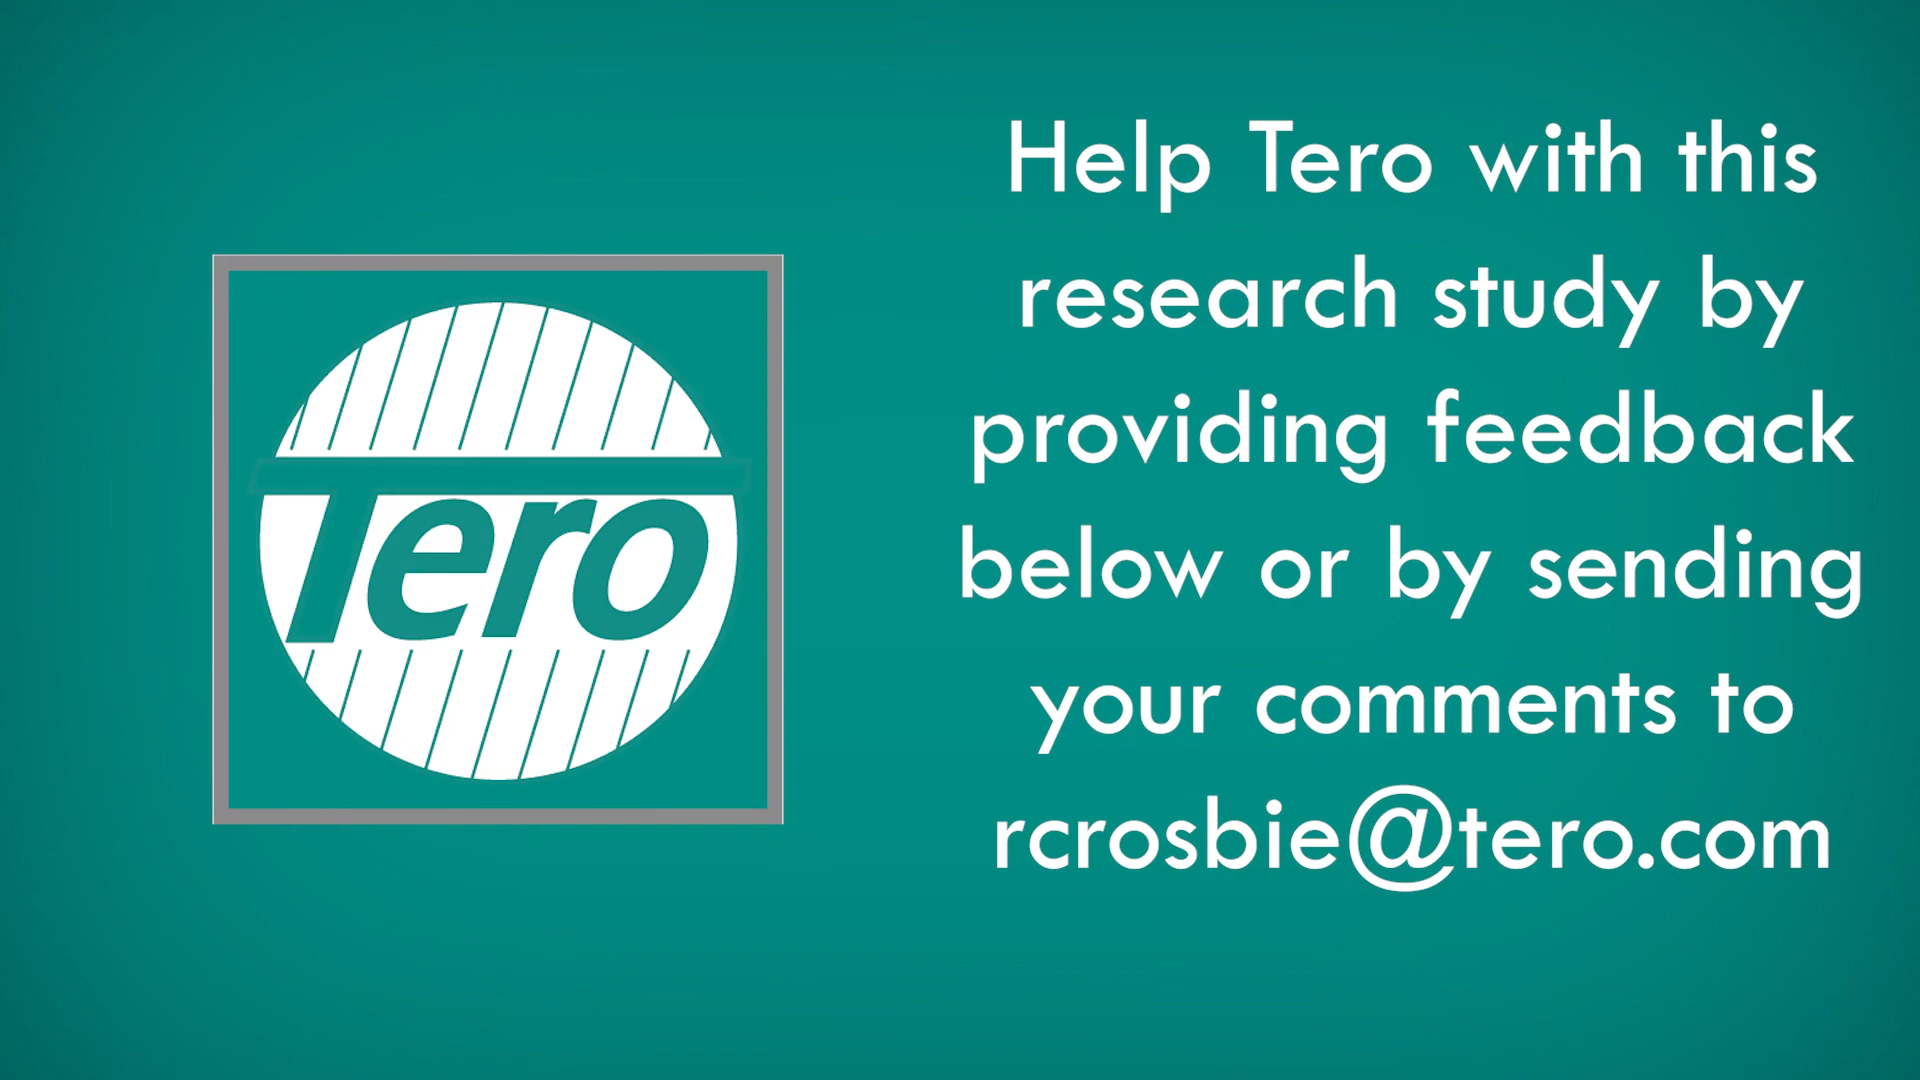 Tero
Help Tero with this
research study by
providing feedback
below or by sending
your comments to
rcrosbie@tero.com